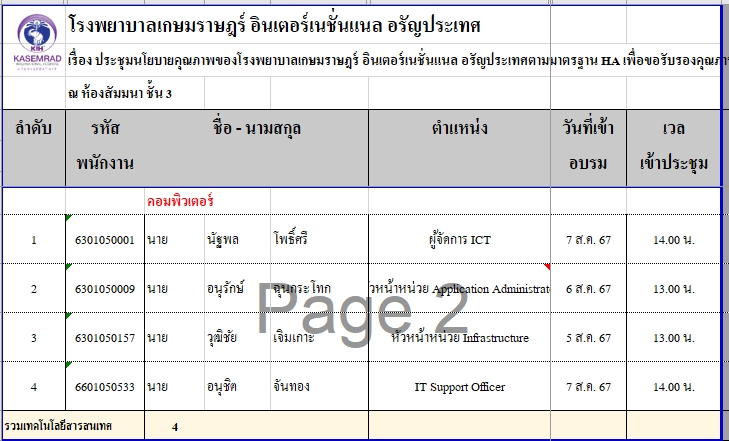 KIH
KASEMRAD
โรงพยาบาลเกษมราษฎร์ อินเตอร์เนชั่นแนล อรัญประเทศ
เรื่อง ประชุมนโยบายคุณภาพของโรงพยาบาลเกษมราษฎร์ อินเตอร์เนชั่นแนล อรัญประเทศตามมาตรฐาน HA เพื่อขอรับรองคุณภา
ณ ห้องสัมมนา ชั้น 3
ลำดับ รหัส ชื่อ - นามสกุล ตำแหน่ง วันที่เข้า เวล
พนักงาน อบรม เข้าประชุม
คอมพิวเตอร์
1 6301050001 นาย นัฐพล โพธิ์ศรี ผู้จัดการ ICT 7 ส.ค. 67 14.00 น.
2 6301050009 นาย อนุรักษ์ ฉุนกระโทก วหน้าหน่วย Application Administrat 6 ส.ค. 67 13.00 น.
Page 2
3 6301050157 นาย วุฒิชัย เจิมเกาะ หัวหน้าหน่วย Infrastructure 5 ส.ค. 67 13.00 น.
4 6601050533 นาย อนุชิต จันทอง IT Support Officer 7 ส.ค. 67 14.00 น.
รวมเทคโนโลยีสารสนเทศ 4